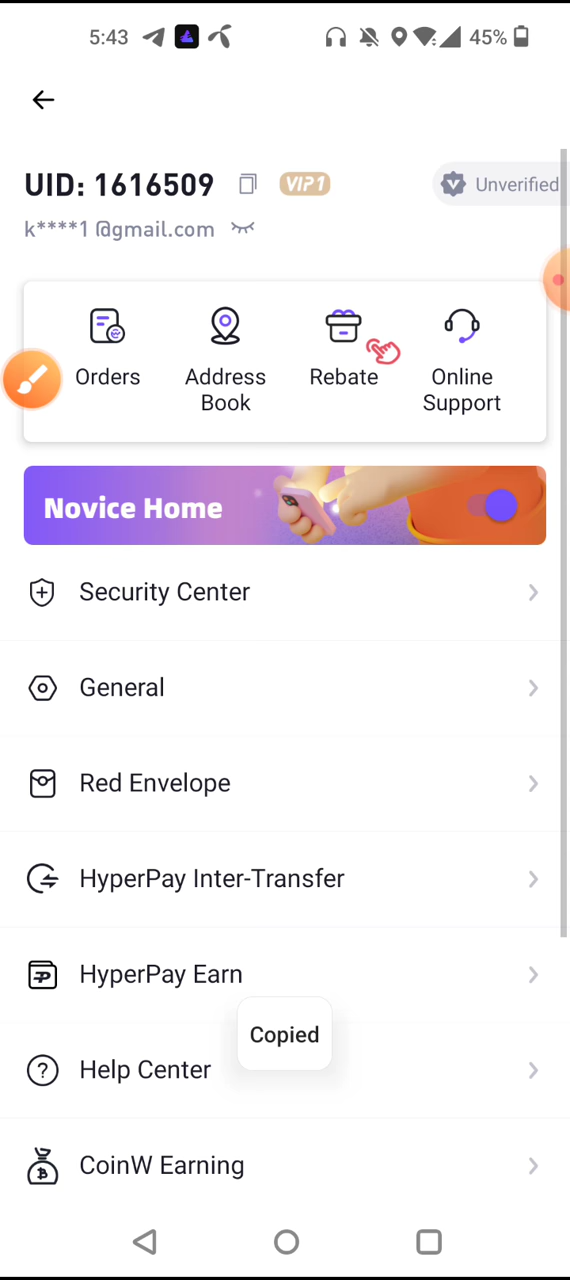 5:43
45%
UID: 1616509
VIP1
Unverified
k****1 @gmail.com
Orders
Address Book
Rebate
Online Support
Novice Home
Security Center
General
Red Envelope
HyperPay Inter-Transfer
HyperPay Earn
Copied
Help Center
CoinW Earning